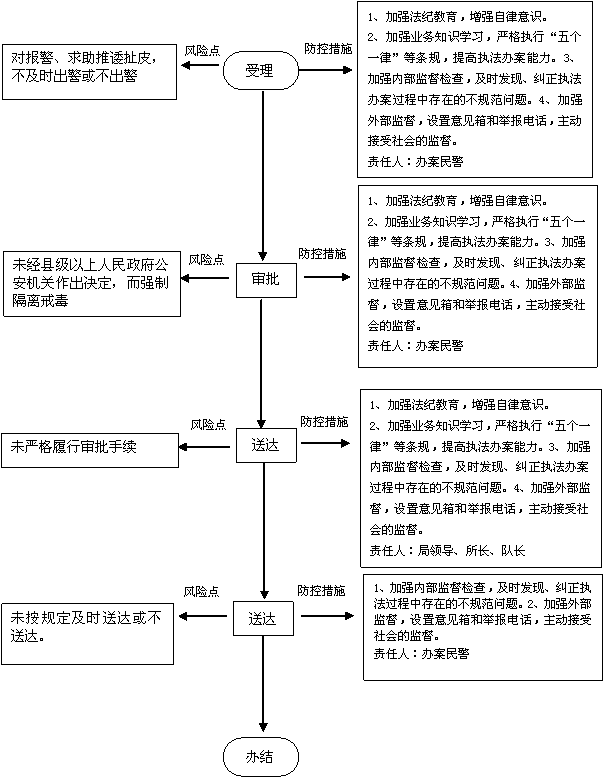 对报警、求助推诿扯皮，
不及时出警或不出警
风险点
受理
防控措施
1、加强法纪教育，增强自律意识。
2、加强业务知识学习，严格执行“五个
一律”等条规，提高执法办案能力。3、
加强内部监督检查，及时发现、纠正执法
办案过程中存在的不规范问题。4、加强
外部监督，设置意见箱和举报电话，主动
接受社会的监督。
责任人：办案民警
未经县级以上人民政府公
安机关作出决定，而强制
隔离戒毒
风险点
审批
防控措施
1、加强法纪教育，增强自律意识。
2、加强业务知识学习，严格执行“五个一
律”等条规，提高执法办案能力。3、加强
内部监督检查，及时发现、纠正执法办案
过程中存在的不规范问题。4、加强外部监
督，设置意见箱和举报电话，主动接受社
会的监督。
责任人：办案民警
未严格履行审批手续
风险点
送达
防控措施
1、加强法纪教育，增强自律意识。
2、加强业务知识学习，严格执行“五个一
律”等条规，提高执法办案能力。3、加强
内部监督检查，及时发现、纠正执法办案
过程中存在的不规范问题。4、加强外部监
督，设置意见箱和举报电话，主动接受社
会的监督。
责任人：局领导、所长、队长
未按规定及时送达或不
送达。
风险点
送达
防控措施
1、加强内部监督检查，及时发现、纠正执
法过程中存在的不规范问题。2、加强外部
监督，设置意见箱和举报电话，主动接受
社会的监督。
责任人：办案民警
办结